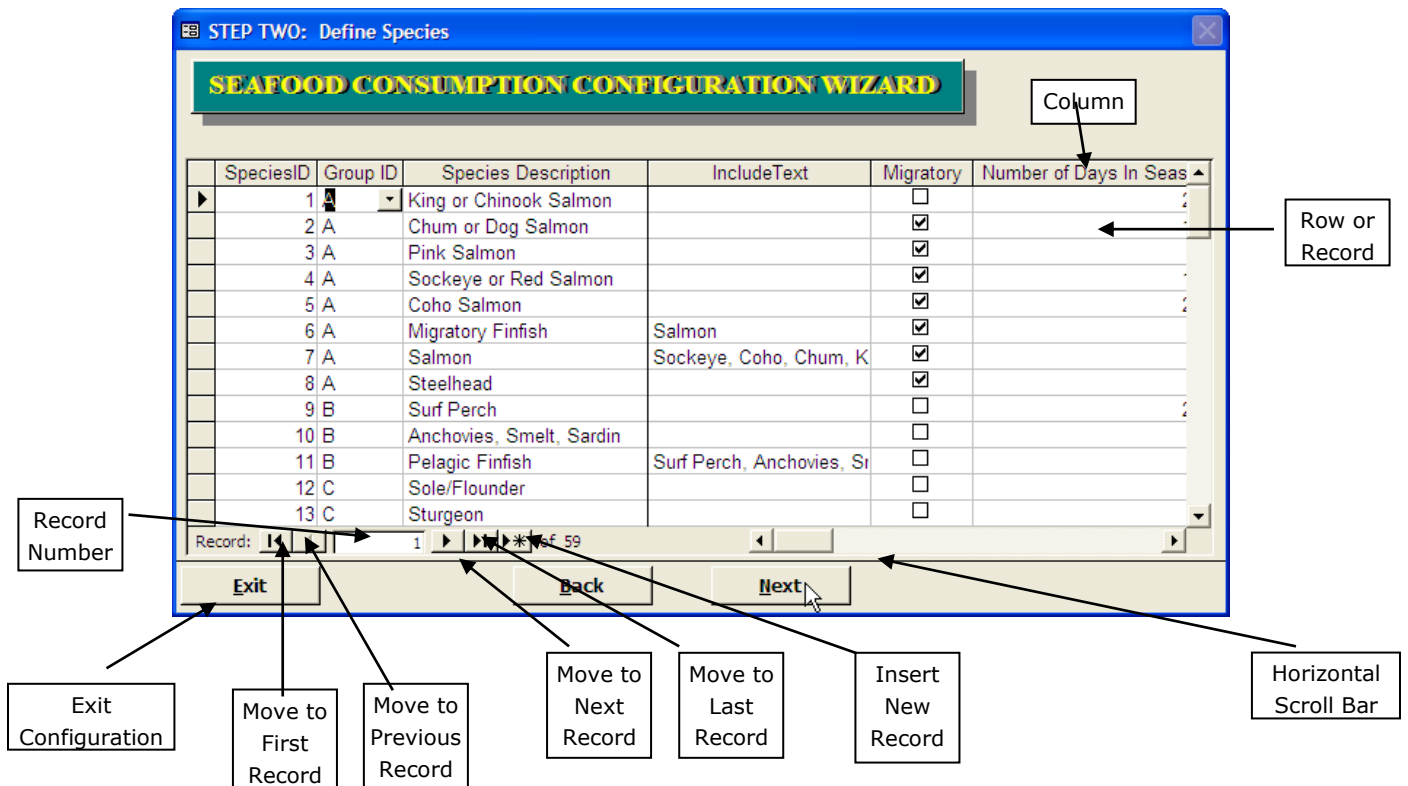 STEP TWO: Define Species
SEAFOOD CONSUMPTION CONFIGURATION WIZARD
Column
SpeciesID Group ID Species Description IncludeText Migratory Number of Days In Seas
1 A King or Chinook Salmon 2
2 A Chum or Dog Salmon
3 A Pink Salmon
4 A Sockeye or Red Salmon
5 A Coho Salmon 2
6 A Migratory Finfish Salmon
7 A Salmon Sockeye, Coho, Chum, K
8 A Steelhead
9 B Surf Perch 2
10 B Anchovies, Smelt, Sardin
11 B Pelagic Finfish Surf Perch, Anchovies, Sr
12 C Sole/Flounder
13 C Sturgeon
Row or
Record
Record
Number
Record: 1 of 59
Exit Back Next
Exit
Configuration
Move to
First
Record
Move to
Previous
Record
Move to
Next
Record
Move to
Last
Record
Insert
New
Record
Horizontal
Scroll Bar